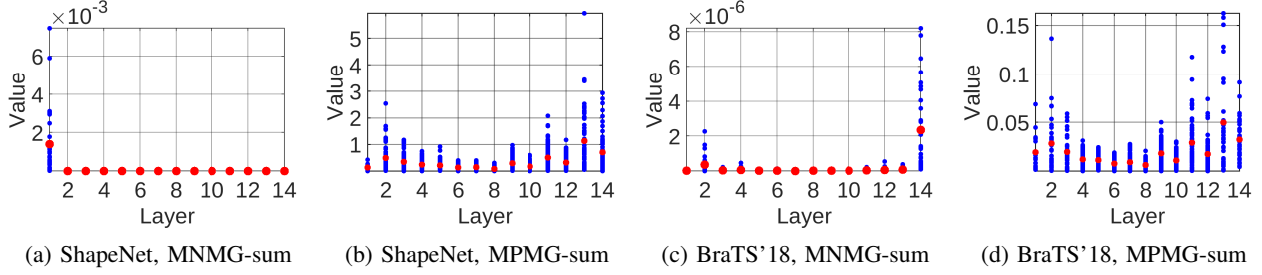 ×10⁻³
6
4
2
Value
2 4 6 8 10 12 14
Layer
(a) ShapeNet, MNMG-sum
5
4
3
2
1
Value
2 4 6 8 10 12 14
Layer
(b) ShapeNet, MPMG-sum
×10⁻⁶
8
6
4
2
Value
2 4 6 8 10 12 14
Layer
(c) BraTS'18, MNMG-sum
0.15
0.1
0.05
Value
2 4 6 8 10 12 14
Layer
(d) BraTS'18, MPMG-sum